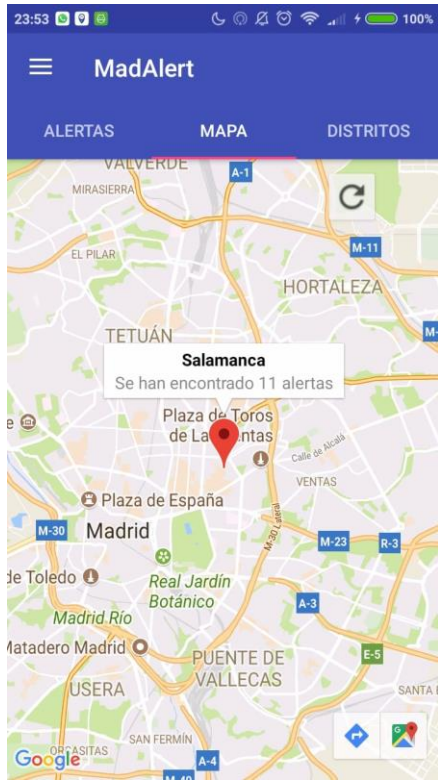 23:53
100%
MadAlert
ALERTAS
MAPA
DISTRITOS
VALVERDE
A-1
MIRASIERRA
M-11
EL PILAR
HORTALEZA
TETUÁN
Salamanca
Se han encontrado 11 alertas
Plaza de Toros
de La
ntas
Calle de Alcalá
VENTAS
Plaza de España
M-30
Madrid
M-30 Lateral
M-23
R-3
de Toledo
Real Jardín
Botánico
A-3
Madrid Río
Matadero Madrid
E-5
PUENTE DE
VALLECAS
USERA
SANTA
SAN FERMÍN
Google
ORCASITAS
A-4
M-40